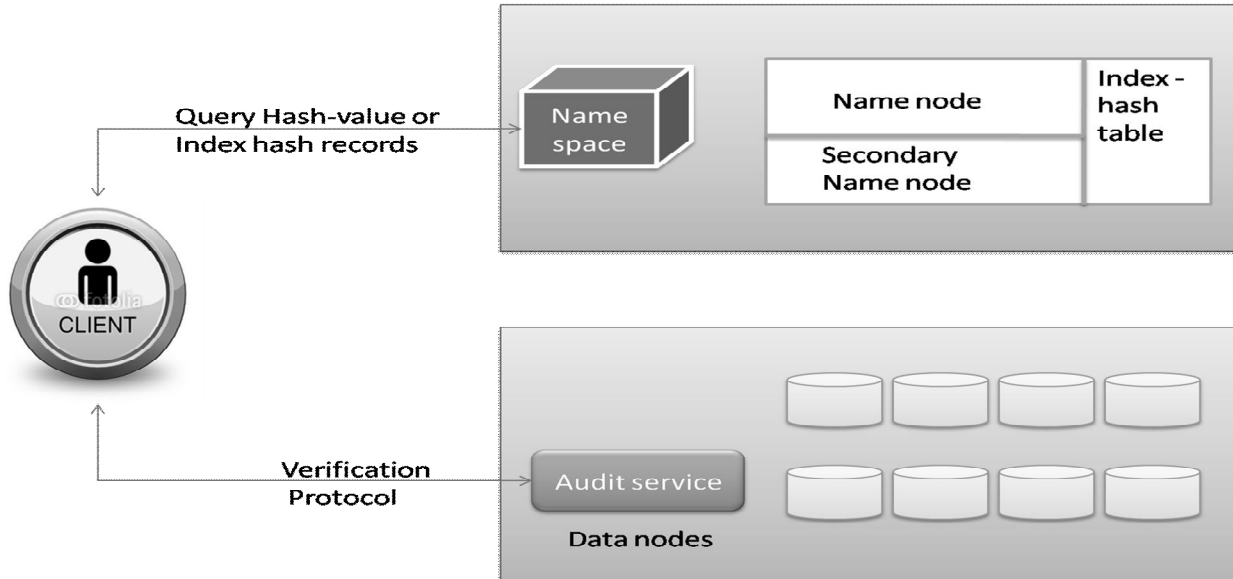 Query Hash-value or
Index hash records
Name
space
Name node
Secondary
Name node
Index -
hash
table
fotolia
CLIENT
Verification
Protocol
Audit service
Data nodes